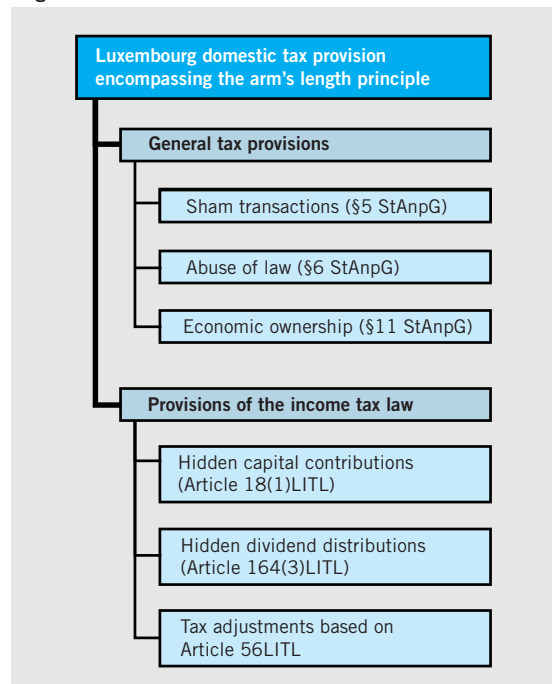 Luxembourg domestic tax provision
encompassing the arm's length principle
General tax provisions
Sham transactions (§5 StAnpG)
Abuse of law (§6 StAnpG)
Economic ownership (§11 StAnpG)
Provisions of the income tax law
Hidden capital contributions
(Article 18(1)LITL)
Hidden dividend distributions
(Article 164(3)LITL)
Tax adjustments based on
Article 56LITL